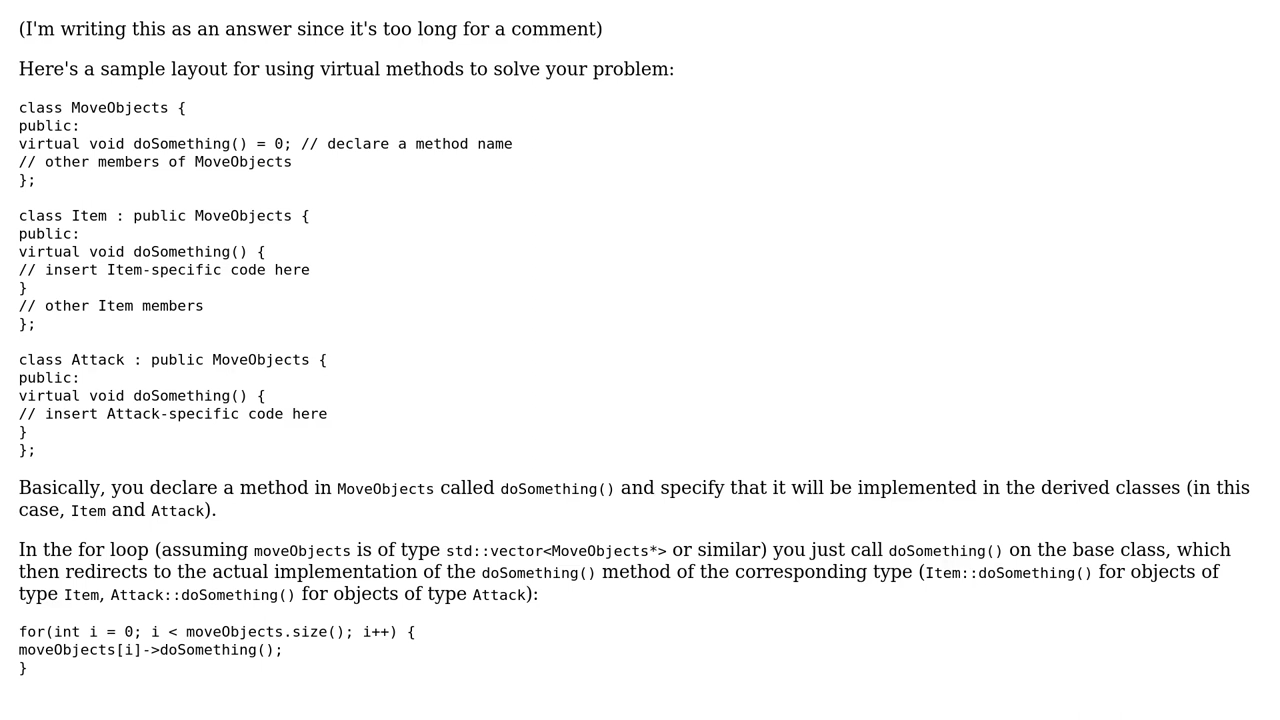 (I'm writing this as an answer since it's too long for a comment)
Here's a sample layout for using virtual methods to solve your problem:
class MoveObjects {
public:
virtual void doSomething() = 0; // declare a method name
// other members of MoveObjects
};
class Item : public MoveObjects {
public:
virtual void doSomething() {
// insert Item-specific code here
}
// other Item members
};
class Attack : public MoveObjects {
public:
virtual void doSomething() {
// insert Attack-specific code here
}
};
Basically, you declare a method in MoveObjects called doSomething() and specify that it will be implemented in the derived classes (in this
case, Item and Attack).
In the for loop (assuming moveObjects is of type std::vector<MoveObjects*> or similar) you just call doSomething() on the base class, which
then redirects to the actual implementation of the doSomething() method of the corresponding type (Item::doSomething() for objects of
type Item, Attack::doSomething() for objects of type Attack):
for(int i = 0; i < moveObjects.size(); i++) {
moveObjects[i]->doSomething();
}